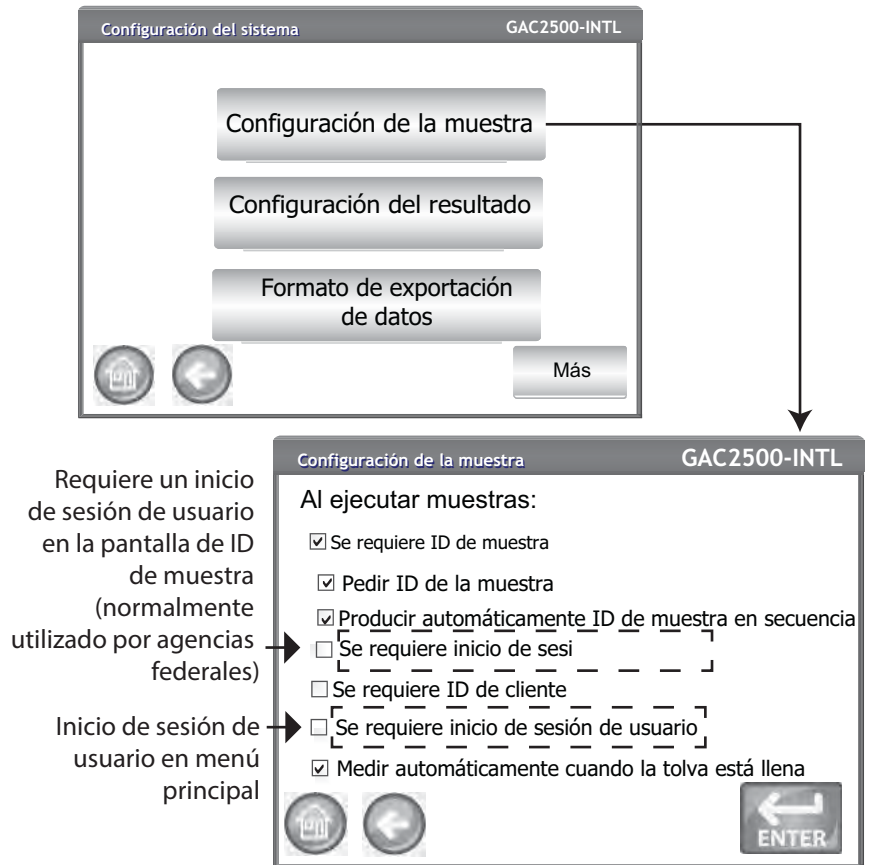 Configuración del sistema
GAC2500-INTL
Configuración de la muestra
Configuración del resultado
Formato de exportación
de datos
Más
Configuración de la muestra
GAC2500-INTL
Al ejecutar muestras:
Se requiere ID de muestra
Pedir ID de la muestra
Producir automáticamente ID de muestra en secuencia
Se requiere inicio de sesi
Se requiere ID de cliente
Se requiere inicio de sesión de usuario
Medir automáticamente cuando la tolva está llena
ENTER
Requiere un inicio
de sesión de usuario
en la pantalla de ID
de muestra
(normalmente
utilizado por agencias
federales)
Inicio de sesión de
usuario en menú
principal